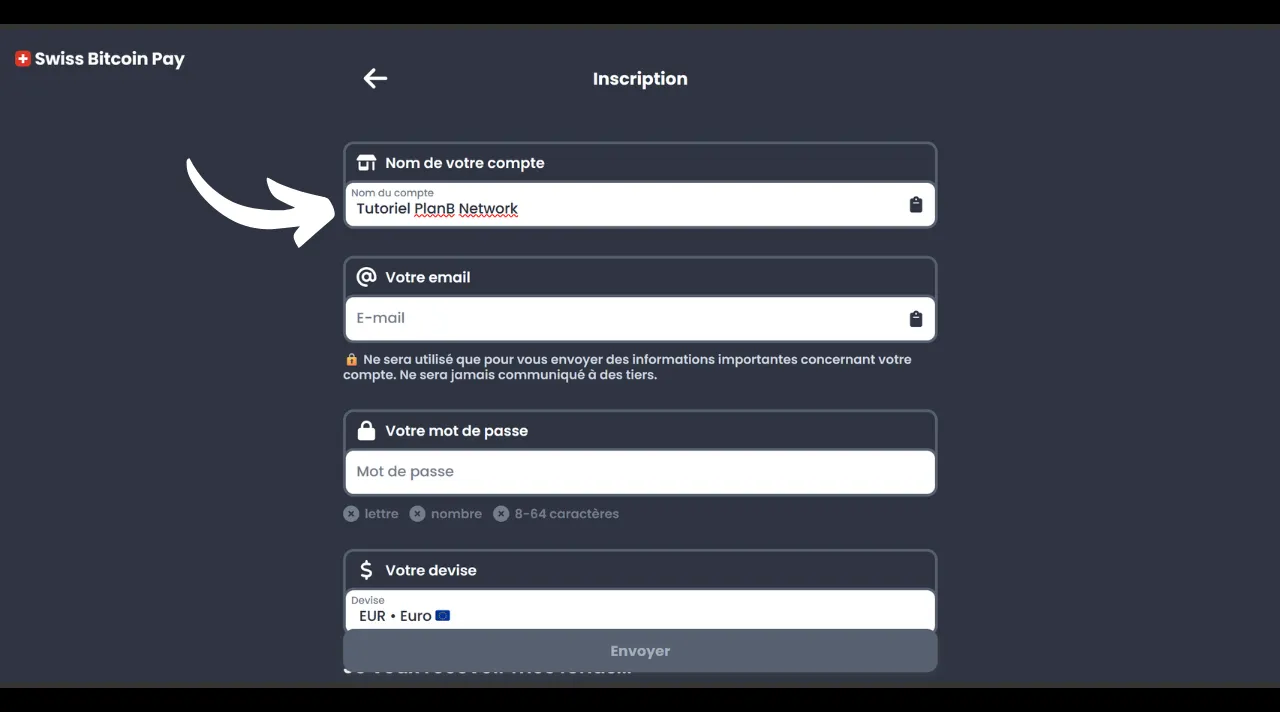 Swiss Bitcoin Pay
Inscription
Nom de votre compte
Nom du compte
Tutoriel PlanB Network
Votre email
E-mail
Ne sera utilisé que pour vous envoyer des informations importantes concernant votre
compte. Ne sera jamais communiqué à des tiers.
Votre mot de passe
Mot de passe
lettre nombre 8-64 caractères
Votre devise
Devise
EUR • Euro
Envoyer